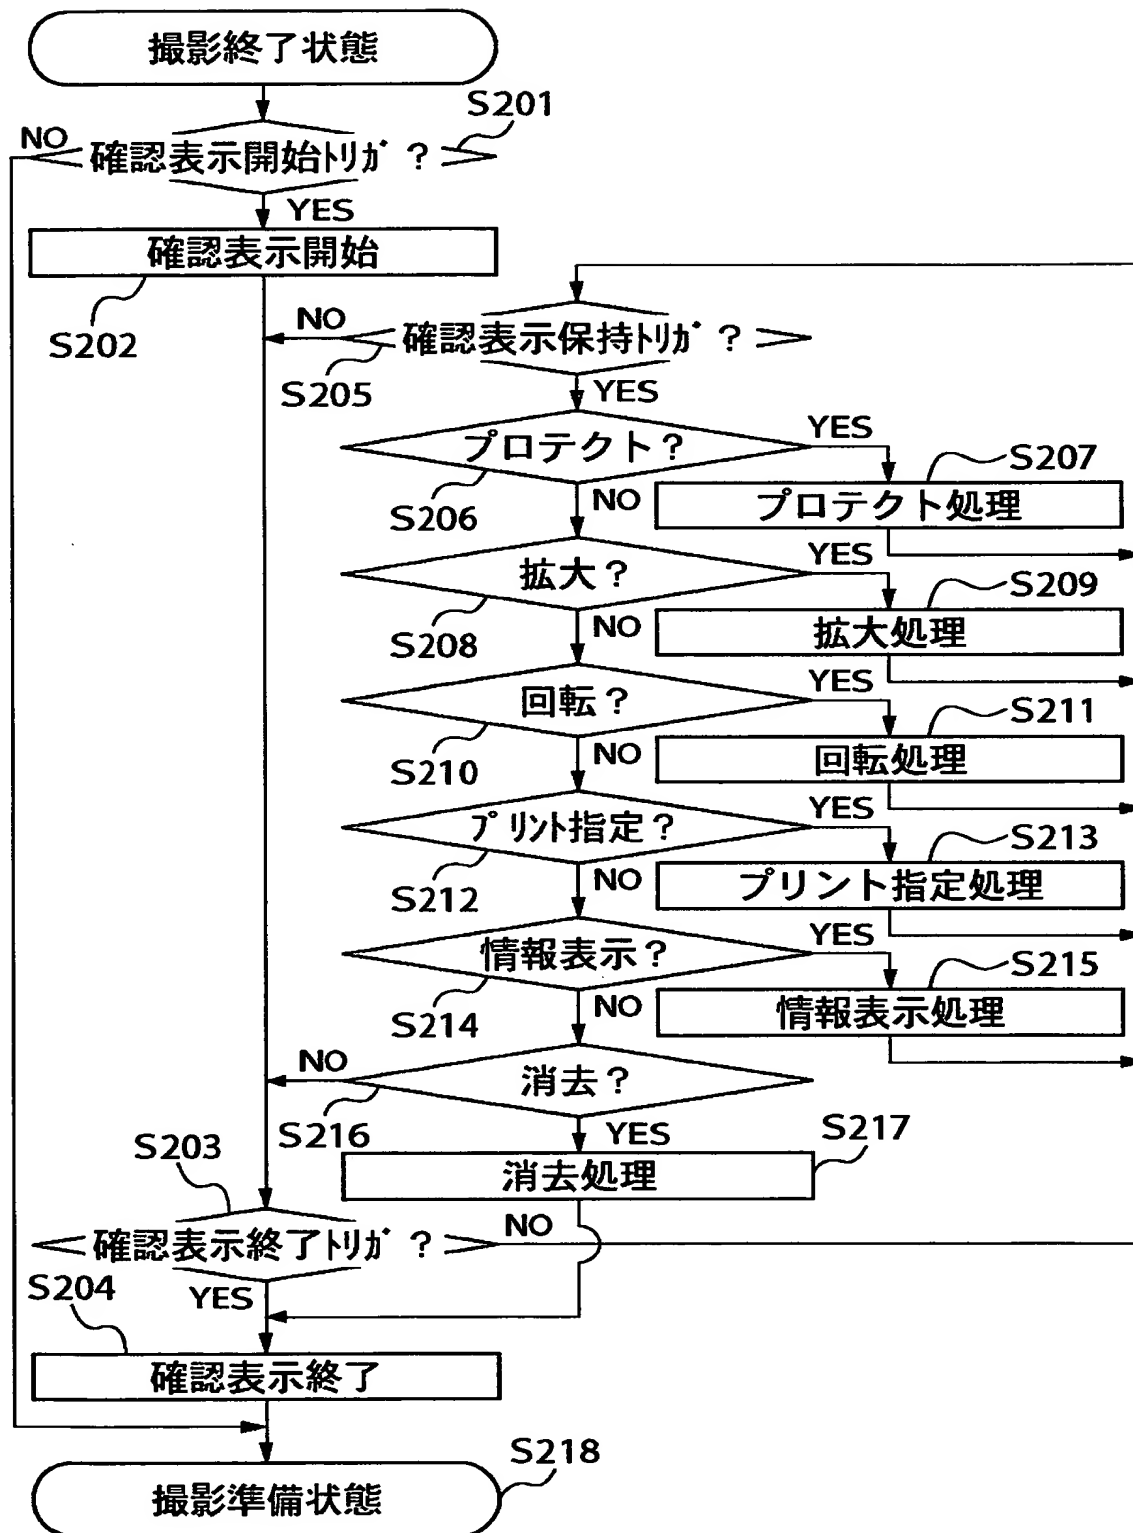 撮影終了状態
S201
NO
確認表示開始ﾄﾘｶﾞ？
YES
確認表示開始
S202
NO
確認表示保持ﾄﾘｶﾞ？
S205
YES
プロテクト？
YES
S206
NO
S207
プロテクト処理
拡大？
YES
S208
NO
S209
拡大処理
回転？
YES
S210
NO
S211
回転処理
ﾌﾟﾘﾝﾄ指定？
YES
S212
NO
S213
プリント指定処理
情報表示？
YES
S214
NO
S215
情報表示処理
NO
消去？
S216
YES
S217
消去処理
S203
確認表示終了ﾄﾘｶﾞ？
NO
YES
S204
確認表示終了
S218
撮影準備状態